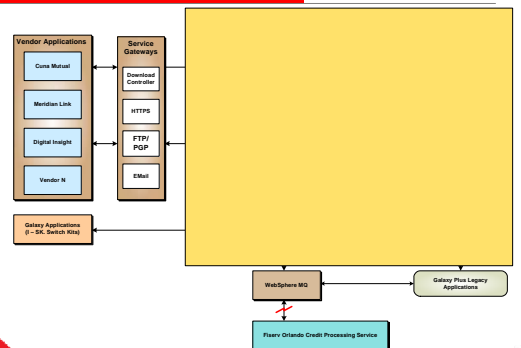 Vendor Applications
Cuna Mutual
Meridian Link
Digital Insight
Vendor N
Service
Gateways
Download
Controller
HTTPS
FTP/
PGP
EMail
Galaxy Applications
(I – SK. Switch Kits)
WebSphere MQ
Galaxy Plus Legacy
Applications
Fiserv Orlando Credit Processing Service